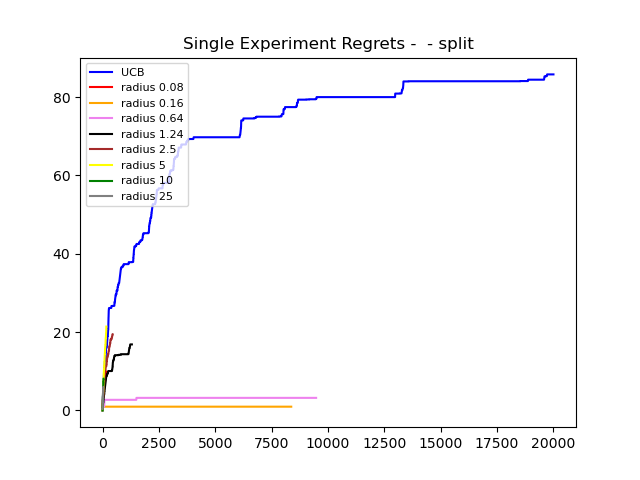 Single Experiment Regrets -  - split
UCB
radius 0.08
radius 0.16
radius 0.64
radius 1.24
radius 2.5
radius 5
radius 10
radius 25
80
60
40
20
0
0 2500 5000 7500 10000 12500 15000 17500 20000